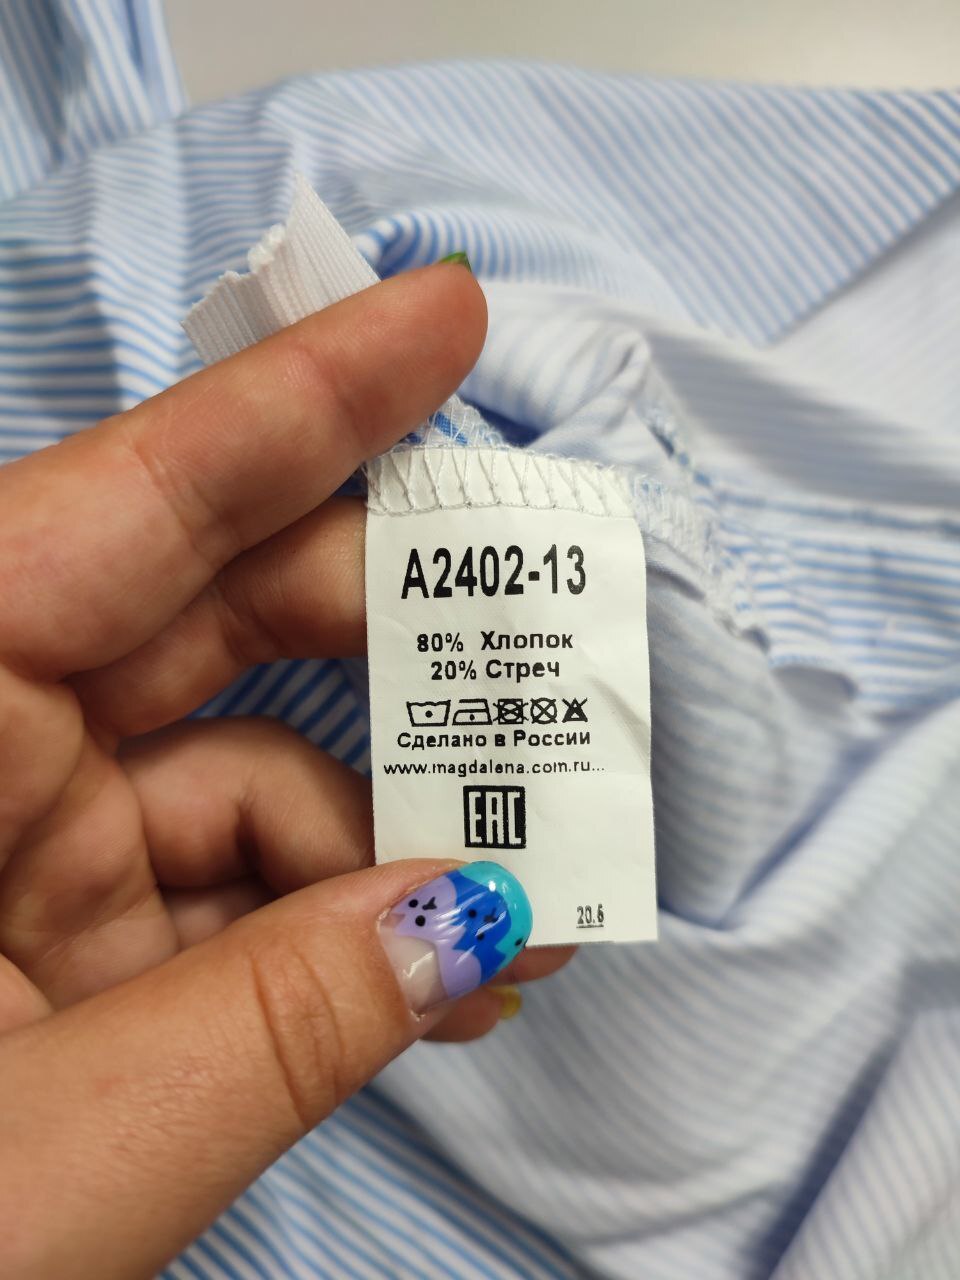 A2402-13
80% Хлопок
20% Стреч
Сделано в России
www.magdalena.com.ru...
EAC
20.6